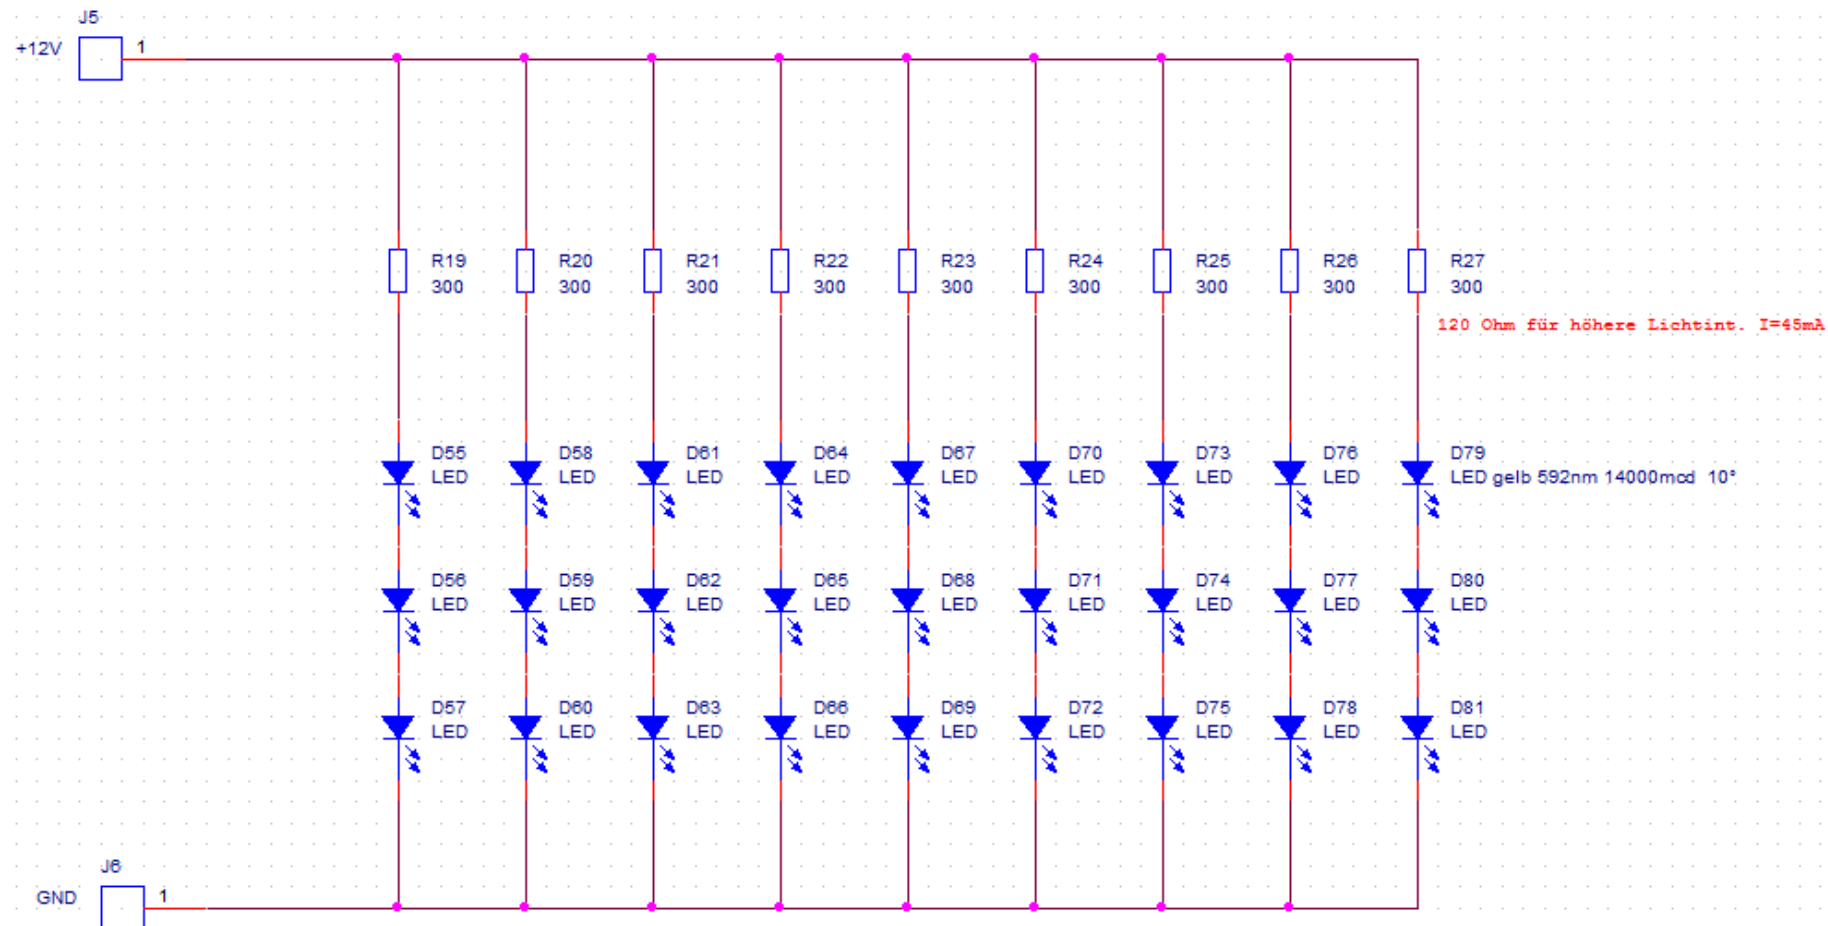 J5
+12V 1
R19 R20 R21 R22 R23 R24 R25 R26 R27
300 300 300 300 300 300 300 300 300
120 Ohm für höhere Lichtint. I=45mA
D55 D58 D61 D64 D67 D70 D73 D76 D79
LED LED LED LED LED LED LED LED LED gelb 592nm 14000mcd 10°
D56 D59 D62 D65 D68 D71 D74 D77 D80
LED LED LED LED LED LED LED LED LED
D57 D60 D63 D66 D69 D72 D75 D78 D81
LED LED LED LED LED LED LED LED LED
J6
GND 1